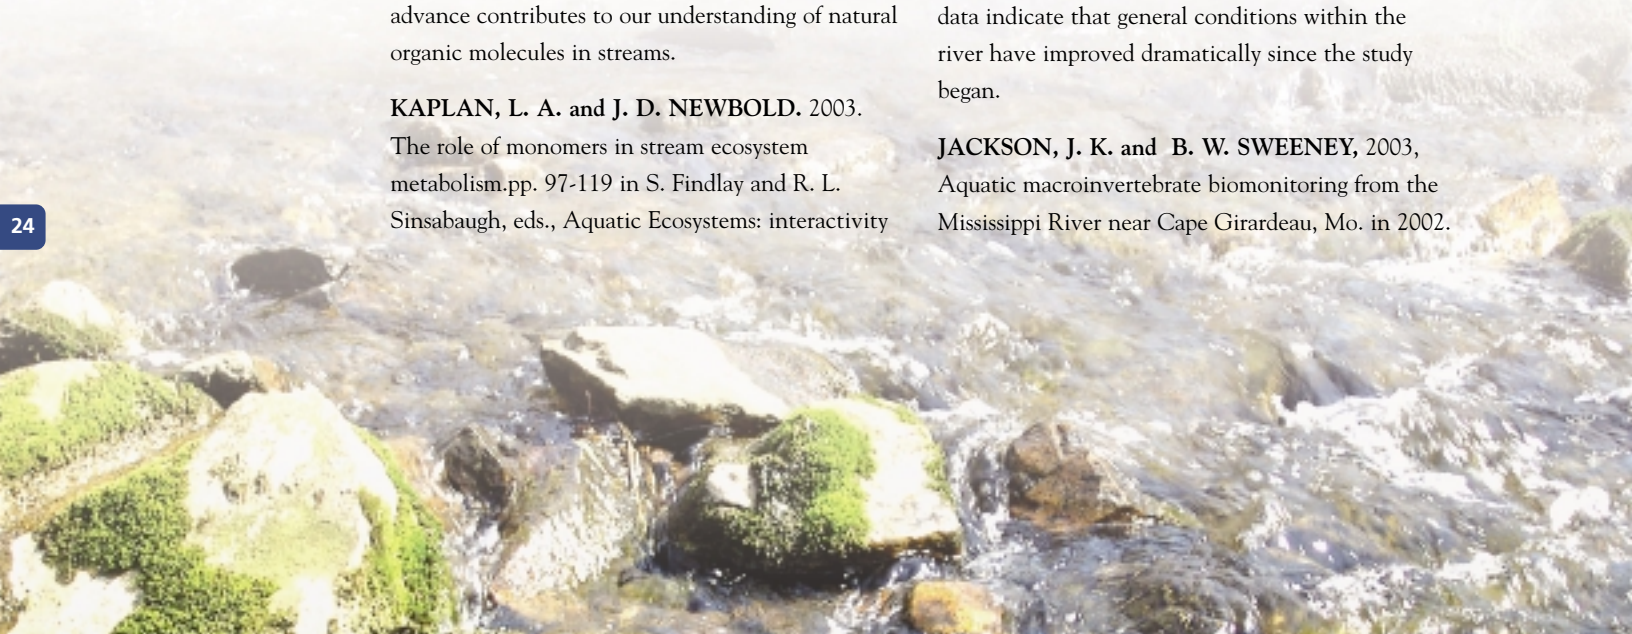 advance contributes to our understanding of natural
organic molecules in streams.
KAPLAN, L. A. and J. D. NEWBOLD. 2003.
The role of monomers in stream ecosystem
metabolism.pp. 97-119 in S. Findlay and R. L.
Sinsabaugh, eds., Aquatic Ecosystems: interactivity
data indicate that general conditions within the
river have improved dramatically since the study
began.
JACKSON, J. K. and B. W. SWEENEY, 2003,
Aquatic macroinvertebrate biomonitoring from the
Mississippi River near Cape Girardeau, Mo. in 2002.
24